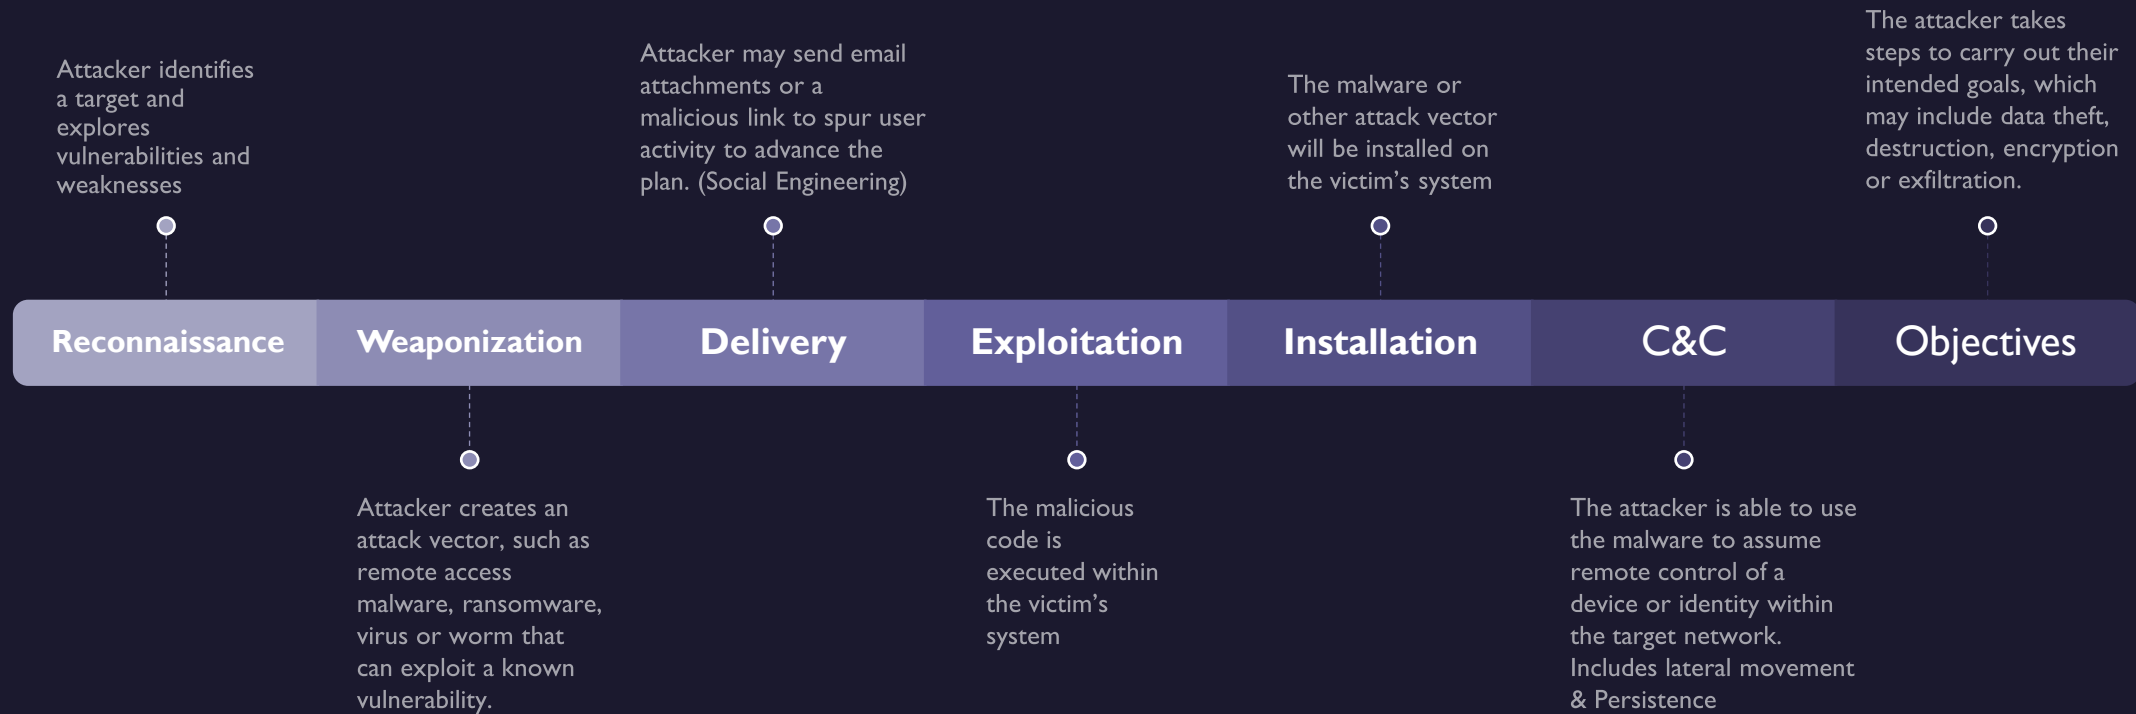 Attacker identifies
a target and
explores
vulnerabilities and
weaknesses
Attacker may send email
attachments or a
malicious link to spur user
activity to advance the
plan. (Social Engineering)
The malware or
other attack vector
will be installed on
the victim’s system
The attacker takes
steps to carry out their
intended goals, which
may include data theft,
destruction, encryption
or exfiltration.
Reconnaissance
Weaponization
Delivery
Exploitation
Installation
C&C
Objectives
Attacker creates an
attack vector, such as
remote access
malware, ransomware,
virus or worm that
can exploit a known
vulnerability.
The malicious
code is
executed within
the victim’s
system
The attacker is able to use
the malware to assume
remote control of a
device or identity within
the target network.
Includes lateral movement
& Persistence